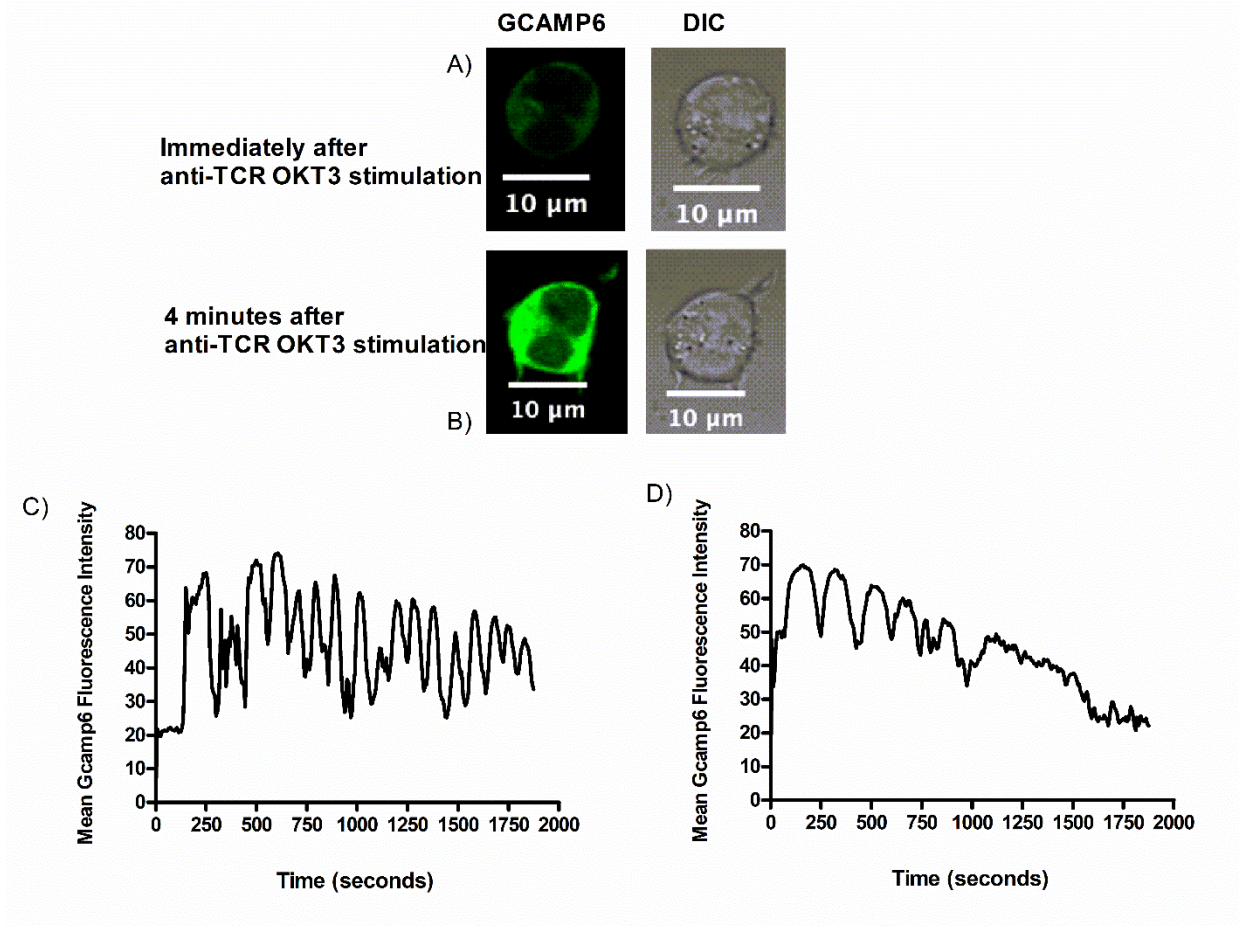 GCAMP6 DIC
A)
Immediately after
anti-TCR OKT3 stimulation
10 µm 10 µm
4 minutes after
anti-TCR OKT3 stimulation
10 µm 10 µm
B)
C)
Mean Gcamp6 Fluorescence Intensity
80
70
60
50
40
30
20
10
0
0 250 500 750 1000 1250 1500 1750 2000
Time (seconds)
D)
Mean Gcamp6 Fluorescence Intensity
80
70
60
50
40
30
20
10
0
0 250 500 750 1000 1250 1500 1750 2000
Time (seconds)